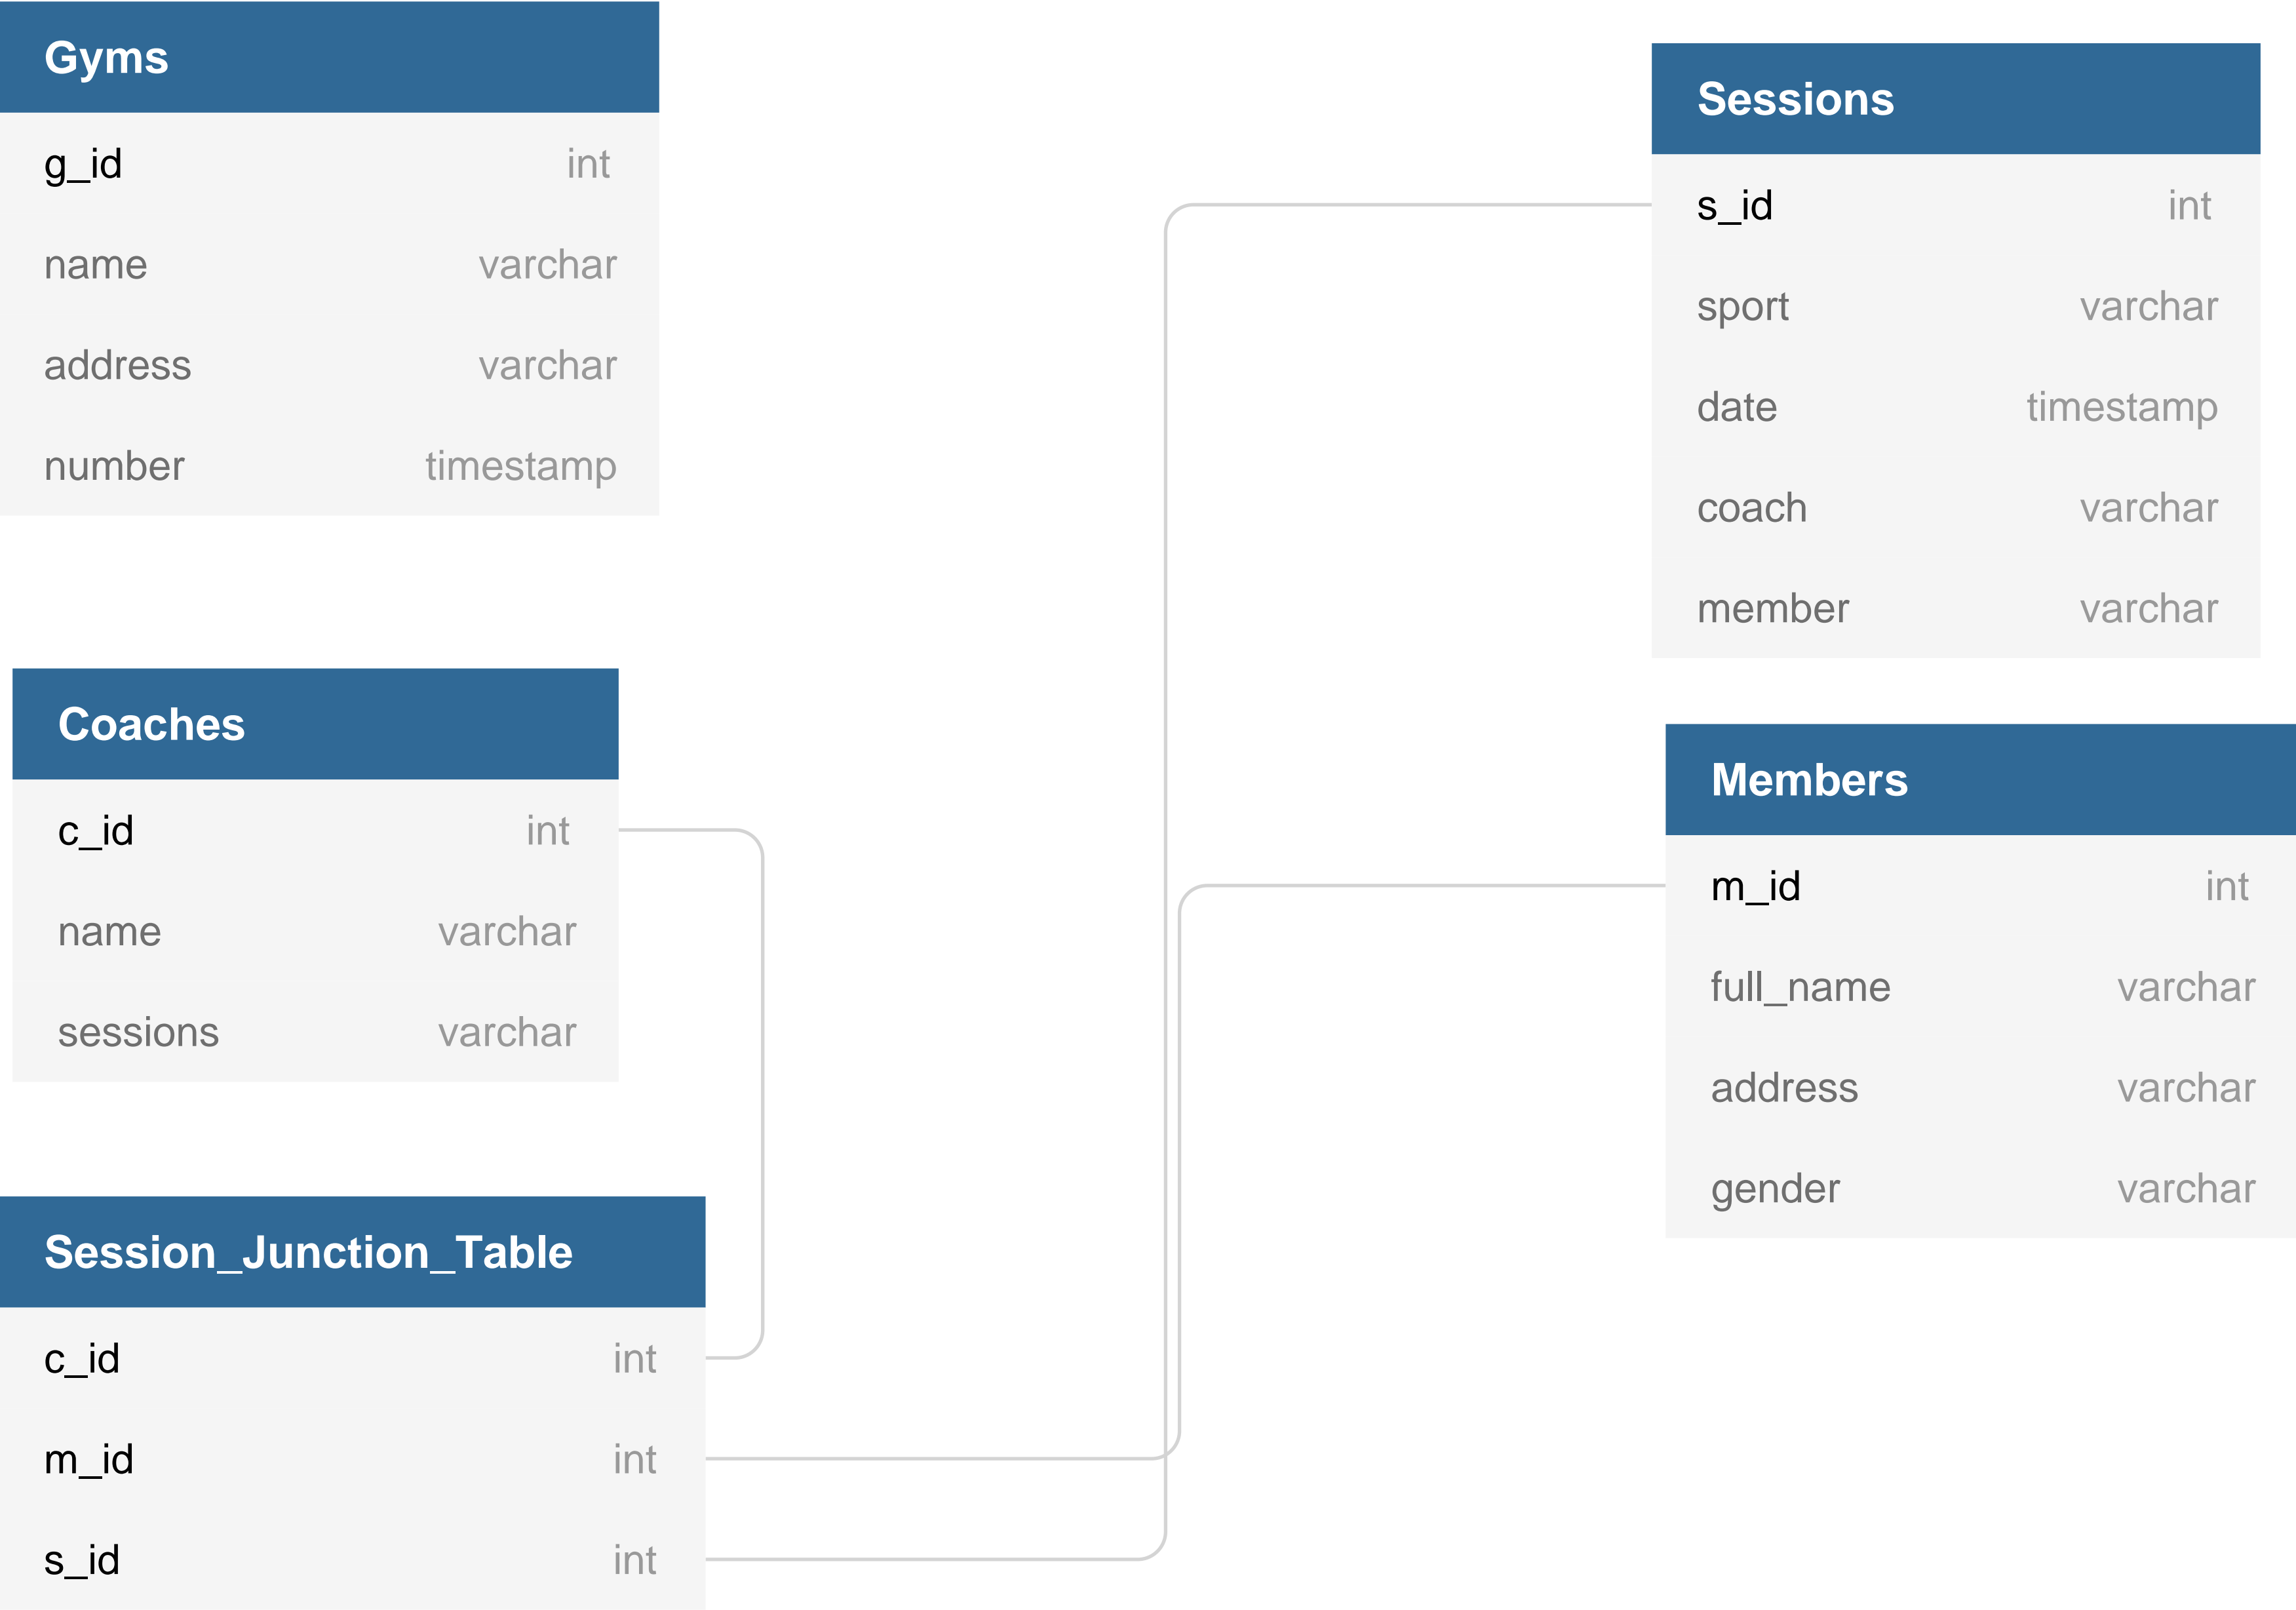 Gyms
g_id int
name varchar
address varchar
number timestamp
Sessions
s_id int
sport varchar
date timestamp
coach varchar
member varchar
Coaches
c_id int
name varchar
sessions varchar
Members
m_id int
full_name varchar
address varchar
gender varchar
Session_Junction_Table
c_id int
m_id int
s_id int